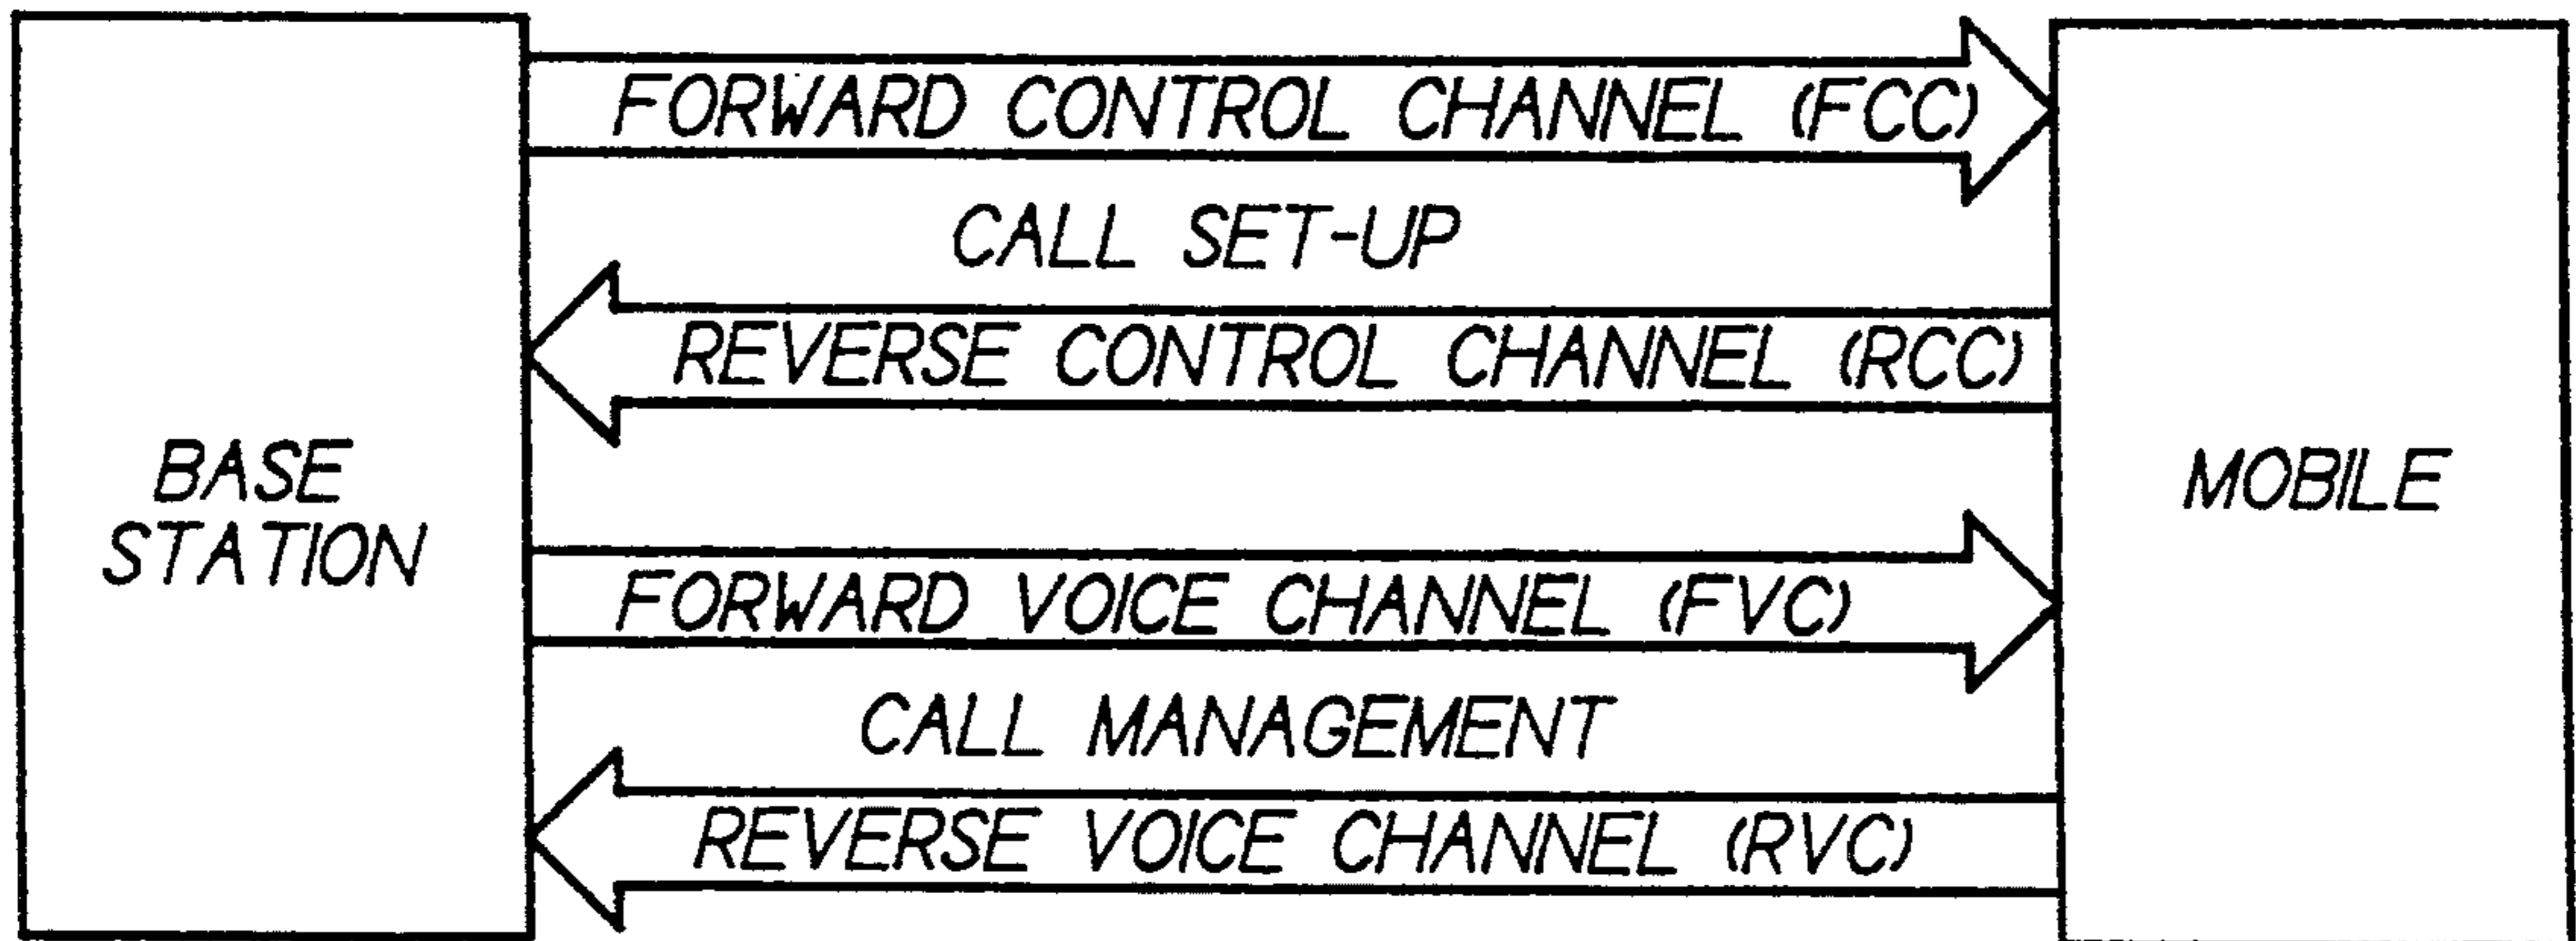 FORWARD CONTROL CHANNEL (FCC)
CALL SET-UP
REVERSE CONTROL CHANNEL (RCC)
BASE
STATION
MOBILE
FORWARD VOICE CHANNEL (FVC)
CALL MANAGEMENT
REVERSE VOICE CHANNEL (RVC)